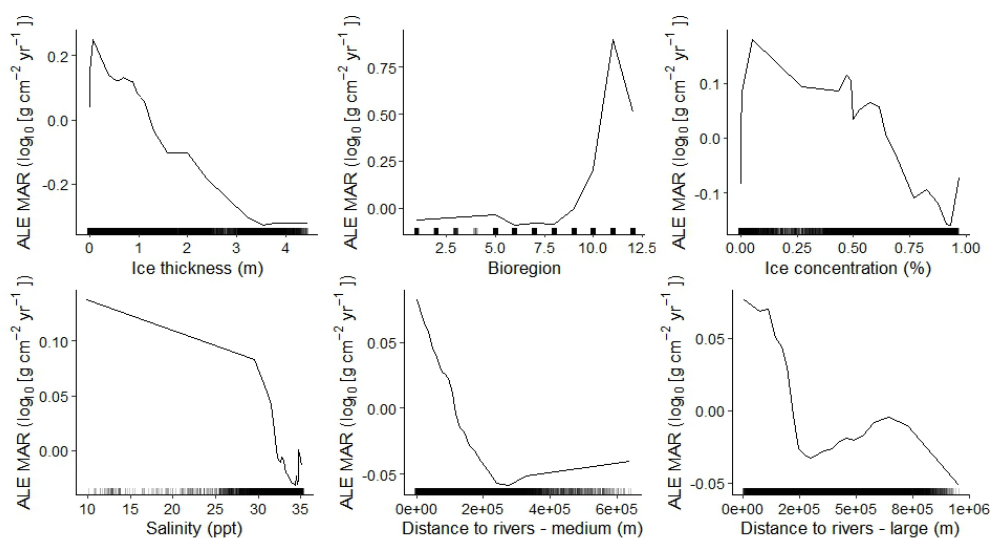 ALE MAR (log₁₀ [g cm⁻² yr⁻¹ ])
0.2
0.0
-0.2
0 1 2 3 4
Ice thickness (m)
ALE MAR (log₁₀ [g cm⁻² yr⁻¹ ])
0.75
0.50
0.25
0.00
2.5 5.0 7.5 10.0 12.5
Bioregion
ALE MAR (log₁₀ [g cm⁻² yr⁻¹ ])
0.1
0.0
-0.1
0.00 0.25 0.50 0.75 1.00
Ice concentration (%)
ALE MAR (log₁₀ [g cm⁻² yr⁻¹ ])
0.10
0.05
0.00
10 15 20 25 30 35
Salinity (ppt)
ALE MAR (log₁₀ [g cm⁻² yr⁻¹ ])
0.05
0.00
-0.05
0e+00 2e+05 4e+05 6e+05
Distance to rivers - medium (m)
ALE MAR (log₁₀ [g cm⁻² yr⁻¹ ])
0.05
0.00
-0.05
0e+00 2e+05 4e+05 6e+05 8e+05 1e+06
Distance to rivers - large (m)